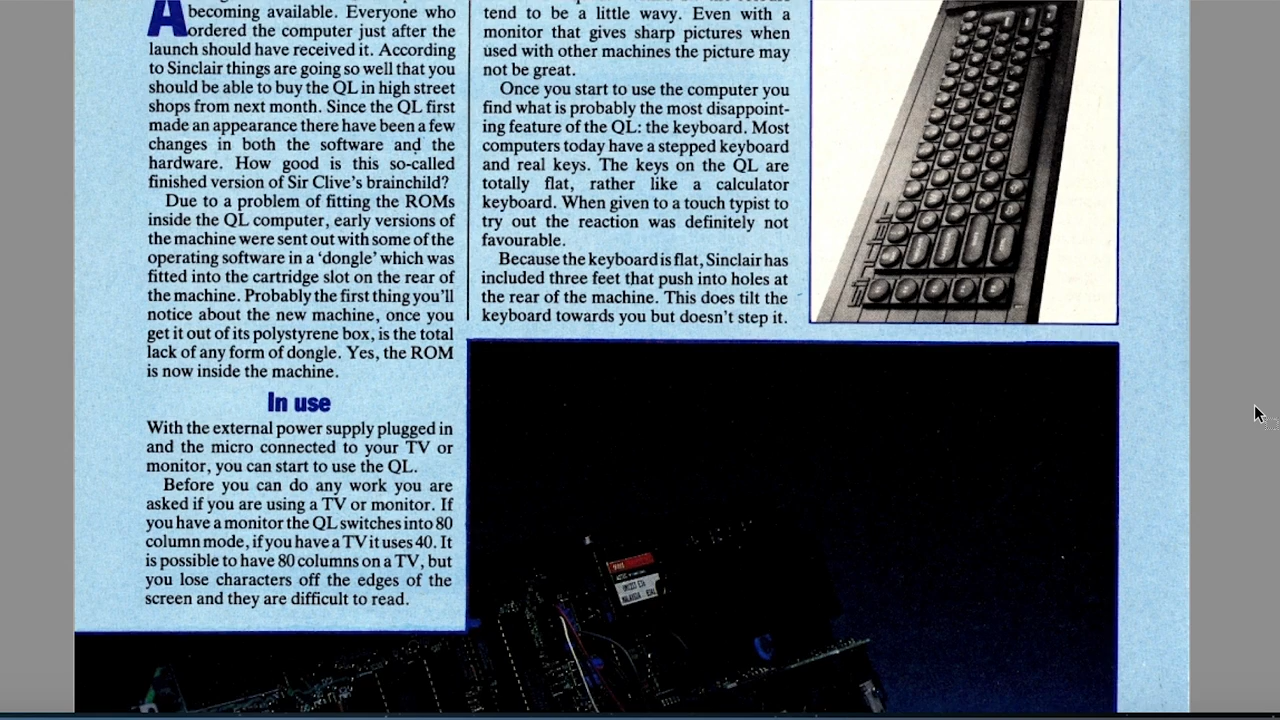 A
becoming available. Everyone who
ordered the computer just after the
launch should have received it. According
to Sinclair things are going so well that you
should be able to buy the QL in high street
shops from next month. Since the QL first
made an appearance there have been a few
changes in both the software and the
hardware. How good is this so-called
finished version of Sir Clive's brainchild?
Due to a problem of fitting the ROMs
inside the QL computer, early versions of
the machine were sent out with some of the
operating software in a ‘dongle’ which was
fitted into the cartridge slot on the rear of
the machine. Probably the first thing you'll
notice about the new machine, once you
get it out of its polystyrene box, is the total
lack of any form of dongle. Yes, the ROM
is now inside the machine.
In use
With the external power supply plugged in
and the micro connected to your TV or
monitor, you can start to use the QL.
Before you can do any work you are
asked if you are using a TV or monitor. If
you have a monitor the QL switches into 80
column mode, if you have a TV it uses 40. It
is possible to have 80 columns on a TV, but
you lose characters off the edges of the
screen and they are difficult to read.
tend to be a little wavy. Even with a
monitor that gives sharp pictures when
used with other machines the picture may
not be great.
Once you start to use the computer you
find what is probably the most disappoint-
ing feature of the QL: the keyboard. Most
computers today have a stepped keyboard
and real keys. The keys on the QL are
totally flat, rather like a calculator
keyboard. When given to a touch typist to
try out the reaction was definitely not
favourable.
Because the keyboard is flat, Sinclair has
included three feet that push into holes at
the rear of the machine. This does tilt the
keyboard towards you but doesn't step it.